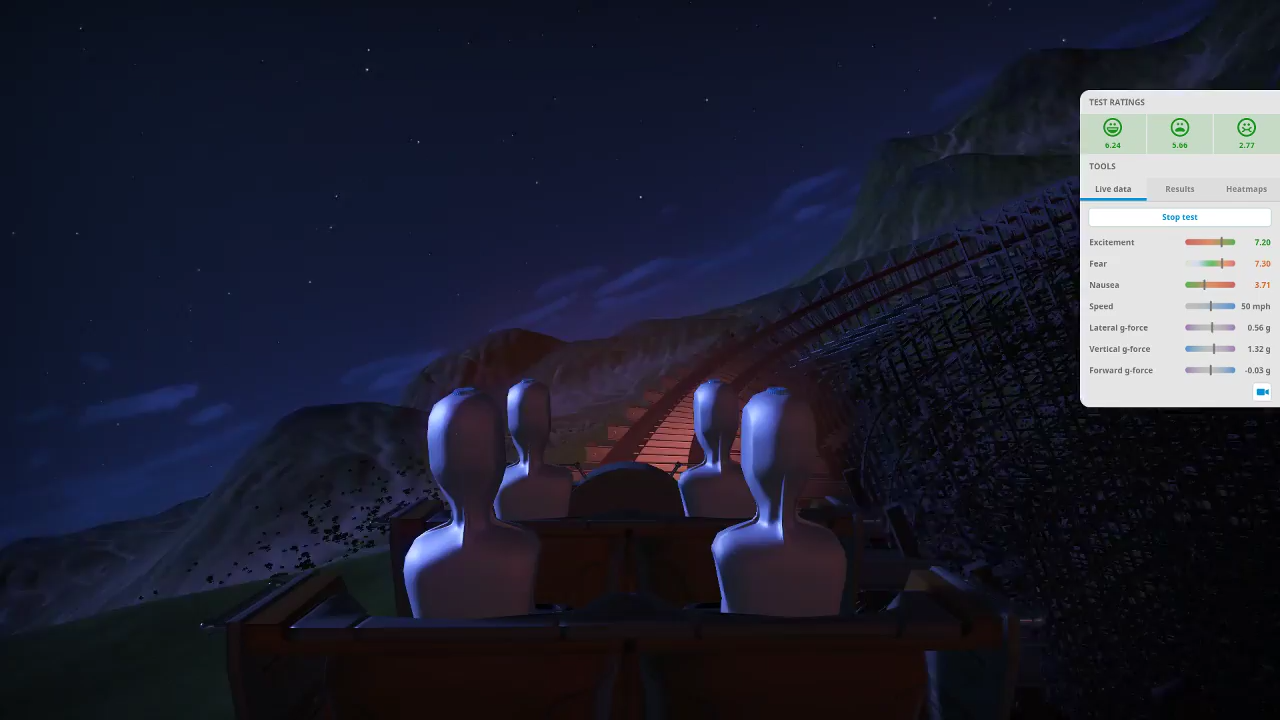 TEST RATINGS
6.24 5.66 2.77
TOOLS
Live data Results Heatmaps
Stop test
Excitement 7.20
Fear 7.30
Nausea 3.71
Speed 50 mph
Lateral g-force 0.56 g
Vertical g-force 1.32 g
Forward g-force -0.03 g